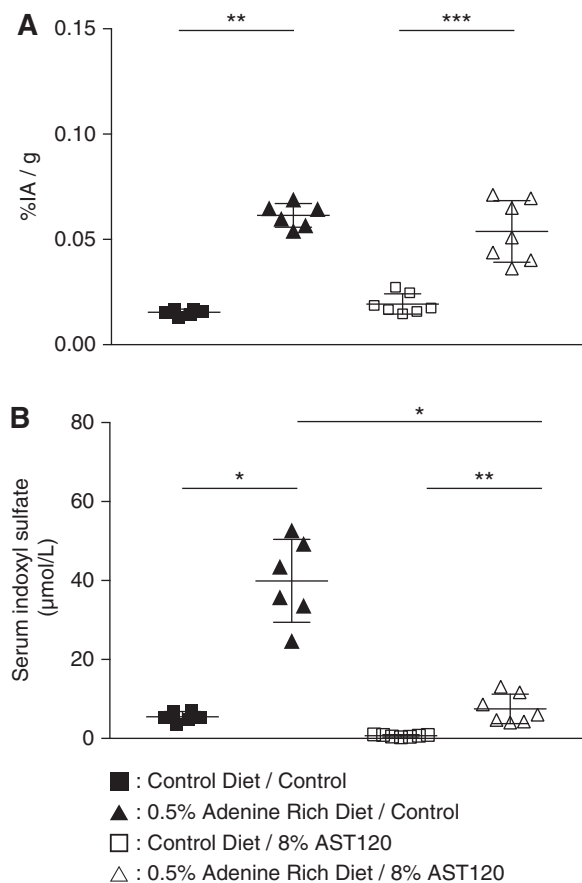 A
**
***
0.15
0.10
0.05
0.00
%IA / g
B
*
*
**
80
60
40
20
0
Serum indoxyl sulfate
(μmol/L)
: Control Diet / Control
: 0.5% Adenine Rich Diet / Control
: Control Diet / 8% AST120
: 0.5% Adenine Rich Diet / 8% AST120